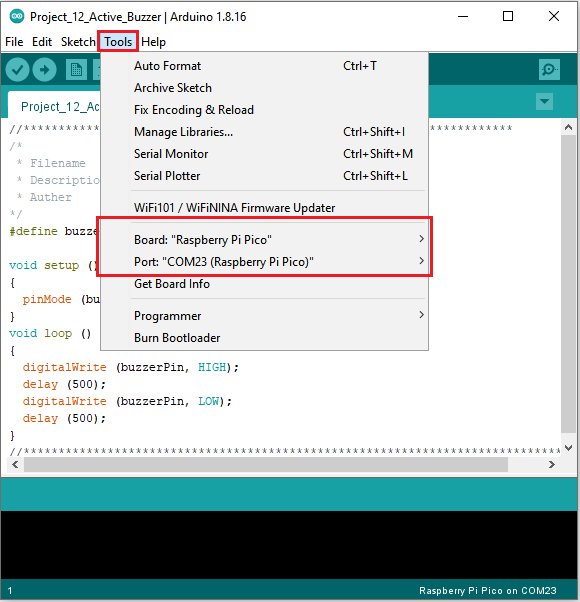 Project_12_Active_Buzzer | Arduino 1.8.16
File Edit Sketch Tools Help
Project_12_Ac
Auto Format Ctrl+T
Archive Sketch
Fix Encoding & Reload
Manage Libraries... Ctrl+Shift+I
Serial Monitor Ctrl+Shift+M
Serial Plotter Ctrl+Shift+L
WiFi101 / WiFiNINA Firmware Updater
Board: "Raspberry Pi Pico"
Port: "COM23 (Raspberry Pi Pico)"
Get Board Info
Programmer
Burn Bootloader
/*
* Filename
* Descriptio
* Auther
*/
#define buzze
void setup ()
{
pinMode (bu
}
void loop ()
{
digitalWrite (buzzerPin, HIGH);
delay (500);
digitalWrite (buzzerPin, LOW);
delay (500);
}
1 Raspberry Pi Pico on COM23